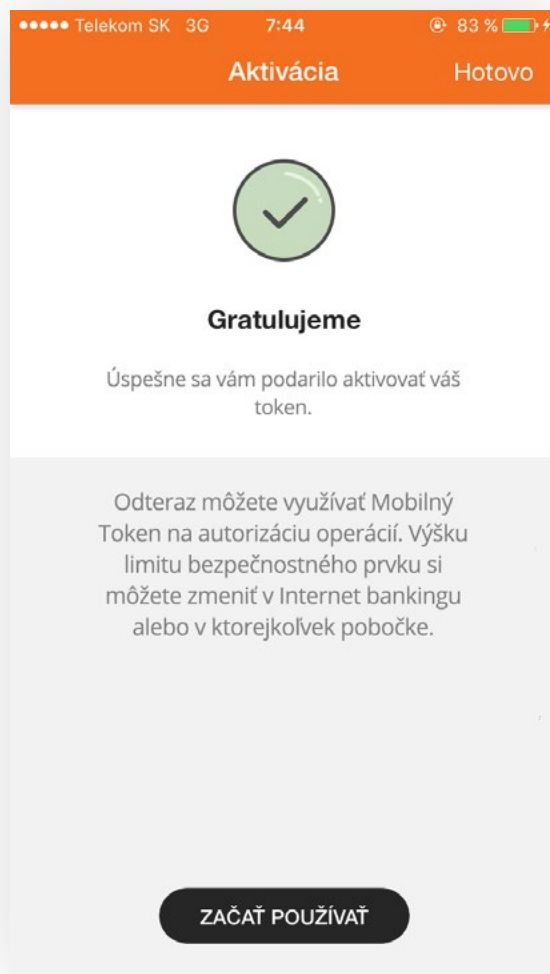 Telekom SK 3G 7:44 83 %
Aktivácia Hotovo
Gratulujeme
Úspešne sa vám podarilo aktivovať váš
token.
Odteraz môžete využívať Mobilný
Token na autorizáciu operácií. Výšku
limitu bezpečnostného prvku si
môžete zmeniť v Internet bankingu
alebo v ktorejkoľvek pobočke.
ZAČAŤ POUŽÍVAŤ